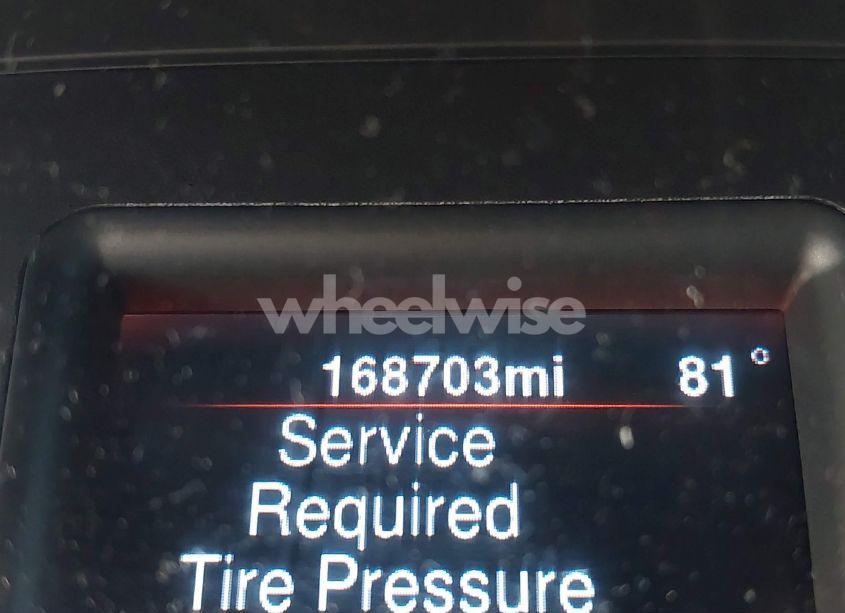 wheelwise
168703mi 81°
Service
Required
Tire Pressure